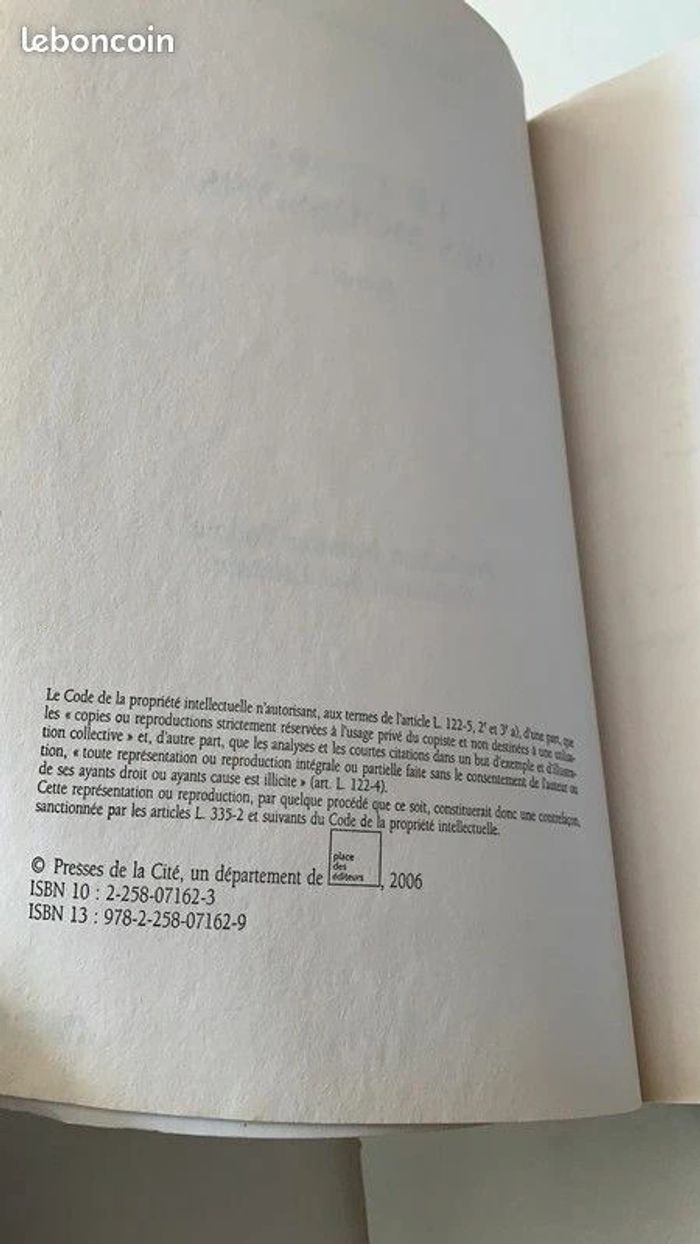 leboncoin
Le Code de la propriété intellectuelle n'autorisant, aux termes de l'article L. 122-5, 2° et 3° a), d'une part, que
les « copies ou reproductions strictement réservées à l'usage privé du copiste et non destinées à une utilisa-
tion collective » et, d'autre part, que les analyses et les courtes citations dans un but d'exemple et d'illustra-
tion, « toute représentation ou reproduction intégrale ou partielle faite sans le consentement de l'auteur ou
de ses ayants droit ou ayants cause est illicite » (art. L. 122-4).
Cette représentation ou reproduction, par quelque procédé que ce soit, constituerait donc une contrefaçon,
sanctionnée par les articles L. 335-2 et suivants du Code de la propriété intellectuelle.
place
des
éditeurs
© Presses de la Cité, un département de , 2006
ISBN 10 : 2-258-07162-3
ISBN 13 : 978-2-258-07162-9